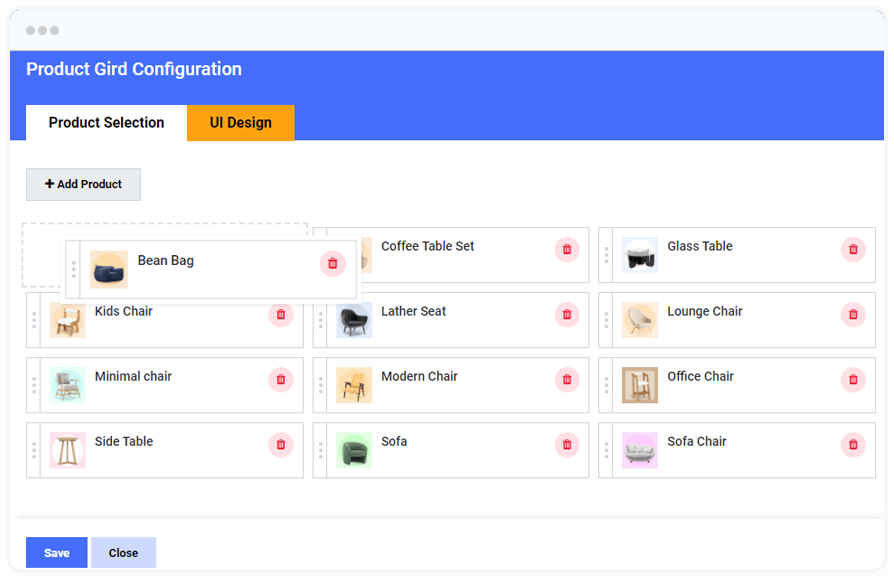 Product Gird Configuration
Product Selection
UI Design
+ Add Product
Bean Bag
Coffee Table Set
Glass Table
Kids Chair
Lather Seat
Lounge Chair
Minimal chair
Modern Chair
Office Chair
Side Table
Sofa
Sofa Chair
Save
Close